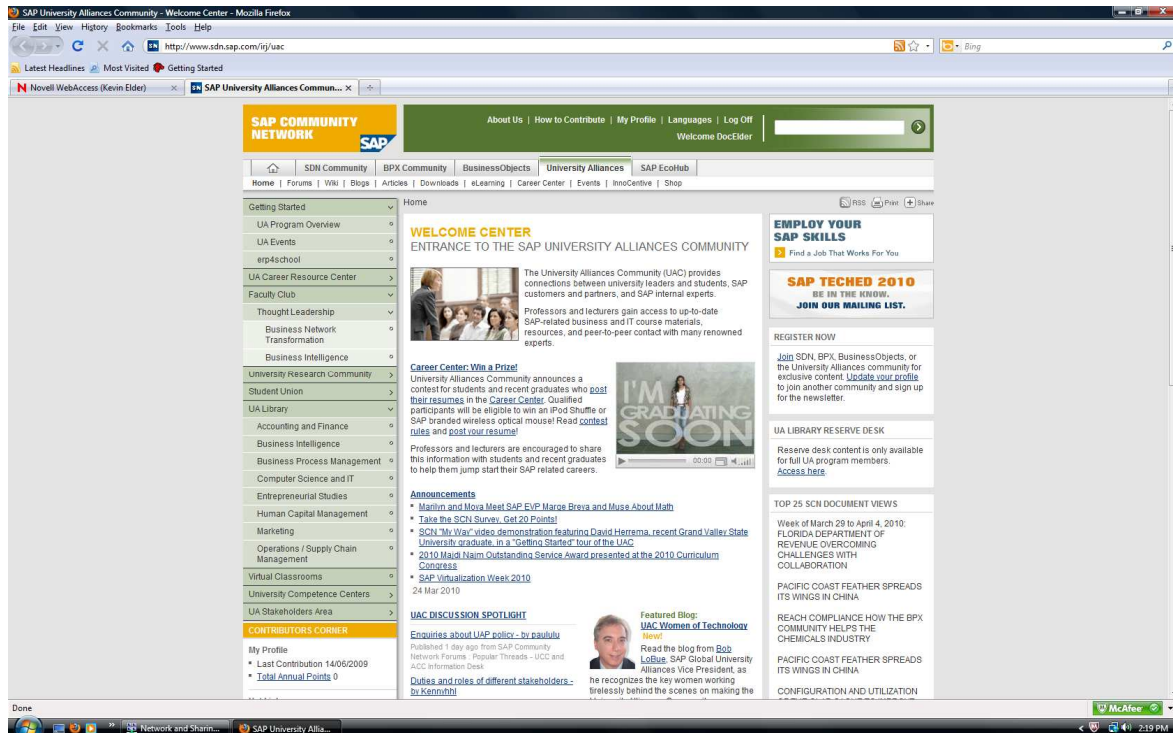 SAP University Alliances Community - Welcome Center - Mozilla Firefox
File Edit View History Bookmarks Tools Help
http://www.sdn.sap.com/irj/uac
Bing
Latest Headlines Most Visited Getting Started
Novell WebAccess (Kevin Elder)
SAP University Alliances Commun...
SAP COMMUNITY
NETWORK
SAP
About Us | How to Contribute | My Profile | Languages | Log Off
Welcome DocElder
SDN Community BPX Community BusinessObjects University Alliances SAP EcoHub
Home | Forums | Wiki | Blogs | Articles | Downloads | eLearning | Career Center | Events | InnoCentive | Shop
Getting Started
UA Program Overview
UA Events
erp4school
UA Career Resource Center
Faculty Club
Thought Leadership
Business Network
Transformation
Business Intelligence
University Research Community
Student Union
UA Library
Accounting and Finance
Business Intelligence
Business Process Management
Computer Science and IT
Entrepreneurial Studies
Human Capital Management
Marketing
Operations / Supply Chain
Management
Virtual Classrooms
University Competence Centers
UA Stakeholders Area
CONTRIBUTORS CORNER
My Profile
Last Contribution 14/06/2009
Total Annual Points 0
Home
RSS Print Share
WELCOME CENTER
ENTRANCE TO THE SAP UNIVERSITY ALLIANCES COMMUNITY
The University Alliances Community (UAC) provides
connections between university leaders and students, SAP
customers and partners, and SAP internal experts.
Professors and lecturers gain access to up-to-date
SAP-related business and IT course materials,
resources, and peer-to-peer contact with many renowned
experts.
Career Center: Win a Prize!
University Alliances Community announces a
contest for students and recent graduates who post
their resumes in the Career Center. Qualified
participants will be eligible to win an iPod Shuffle or
SAP branded wireless optical mouse! Read contest
rules and post your resume!
Professors and lecturers are encouraged to share
this information with students and recent graduates
to help them jump start their SAP related careers.
I'M
GRADUATING
SOON
00:00
Announcements
Marilyn and Mova Meet SAP EVP Marge Breya and Muse About Math
Take the SCN Survey, Get 20 Points!
SCN "My Way" video demonstration featuring David Herrema, recent Grand Valley State
University graduate, in a "Getting Started" tour of the UAC
2010 Majdi Najm Outstanding Service Award presented at the 2010 Curriculum
Congress
SAP Virtualization Week 2010
24 Mar 2010
UAC DISCUSSION SPOTLIGHT
Enquiries about UAP policy - by paululu
Published 1 day ago from SAP Community
Network Forums : Popular Threads - UCC and
ACC Information Desk
Duties and roles of different stakeholders -
by Kennyhhl
Featured Blog:
UAC Women of Technology
New!
Read the blog from Bob
LoBue, SAP Global University
Alliances Vice President, as
he recognizes the key women working
tirelessly behind the scenes on making the
EMPLOY YOUR
SAP SKILLS
Find a Job That Works For You
SAP TECHED 2010
BE IN THE KNOW.
JOIN OUR MAILING LIST.
REGISTER NOW
Join SDN, BPX, BusinessObjects, or
the University Alliances community for
exclusive content. Update your profile
to join another community and sign up
for the newsletter.
UA LIBRARY RESERVE DESK
Reserve desk content is only available
for full UA program members.
Access here.
TOP 25 SCN DOCUMENT VIEWS
Week of March 29 to April 4, 2010:
FLORIDA DEPARTMENT OF
REVENUE OVERCOMING
CHALLENGES WITH
COLLABORATION
PACIFIC COAST FEATHER SPREADS
ITS WINGS IN CHINA
REACH COMPLIANCE HOW THE BPX
COMMUNITY HELPS THE
CHEMICALS INDUSTRY
PACIFIC COAST FEATHER SPREADS
ITS WINGS IN CHINA
CONFIGURATION AND UTILIZATION
Done
McAfee
Network and Sharin...
SAP University Allia...
2:19 PM